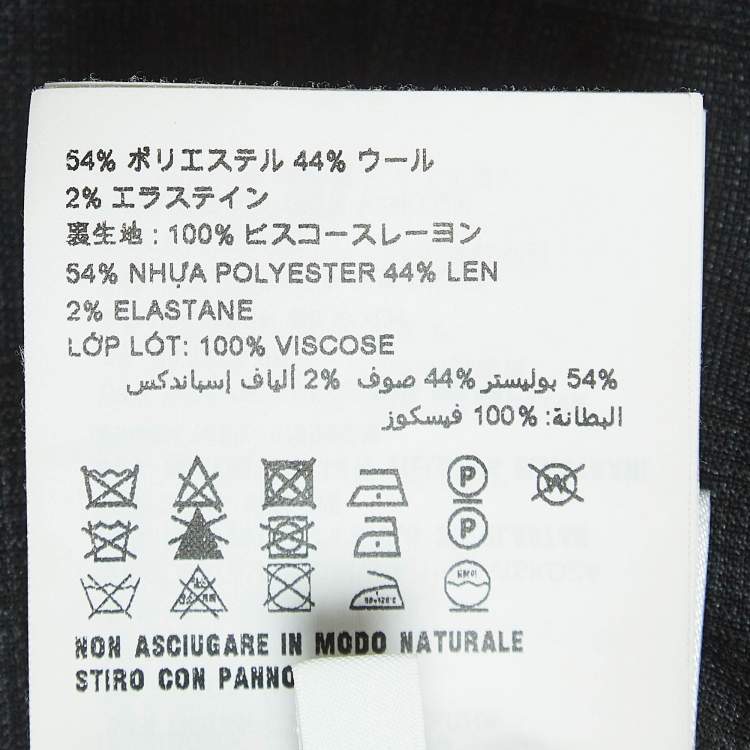 54% ポリエステル 44% ウール
2% エラステイン
裏生地 : 100% ビスコースレーヨン
54% NHỰA POLYESTER 44% LEN
2% ELASTANE
LỚP LÓT: 100% VISCOSE
54% بوليستر 44% صوف 2% ألياف إسباندكس
البطانة: 100% فيسكوز
P W
P
NON ASCIUGARE IN MODO NATURALE
STIRO CON PANNO